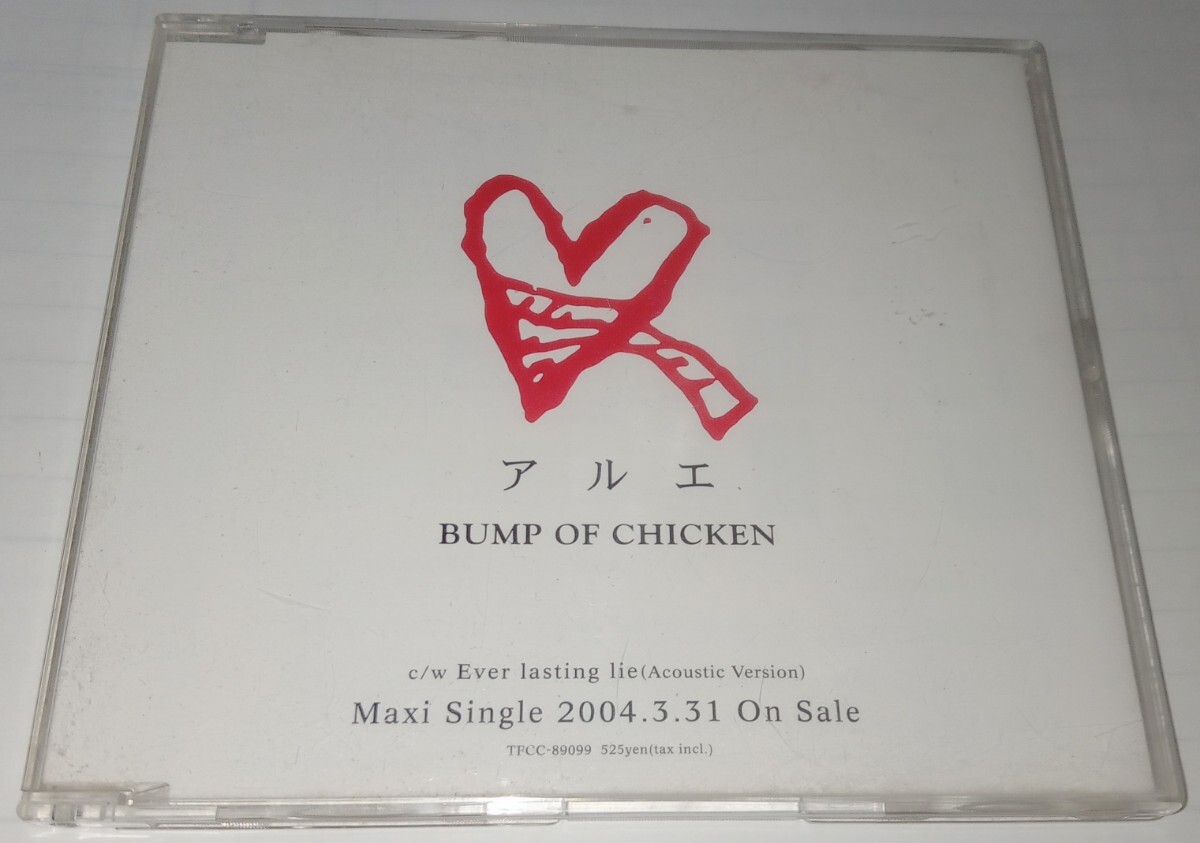 アルエ
BUMP OF CHICKEN
c/w Ever lasting lie(Acoustic Version)
Maxi Single 2004.3.31 On Sale
TFCC-89099 525yen(tax incl.)